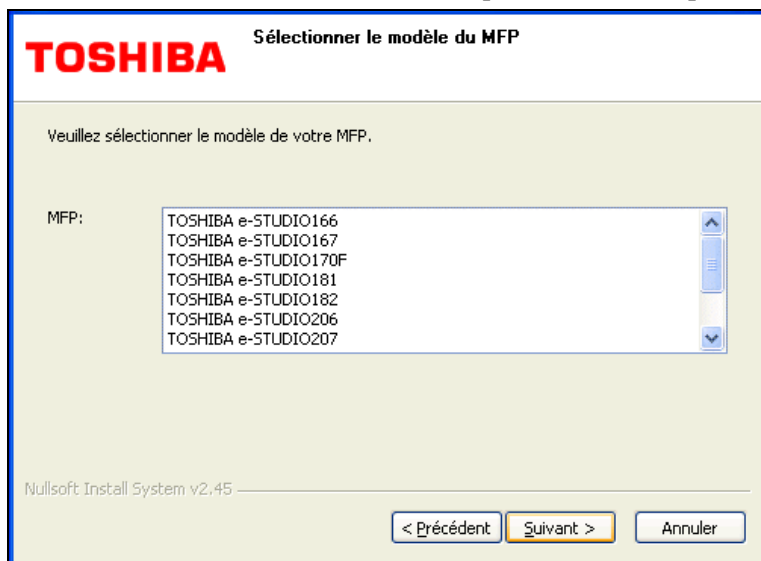 TOSHIBA
Sélectionner le modèle du MFP
Veuillez sélectionner le modèle de votre MFP.
MFP:
TOSHIBA e-STUDIO166
TOSHIBA e-STUDIO167
TOSHIBA e-STUDIO170F
TOSHIBA e-STUDIO181
TOSHIBA e-STUDIO182
TOSHIBA e-STUDIO206
TOSHIBA e-STUDIO207
Nullsoft Install System v2.45
< Précédent Suivant > Annuler